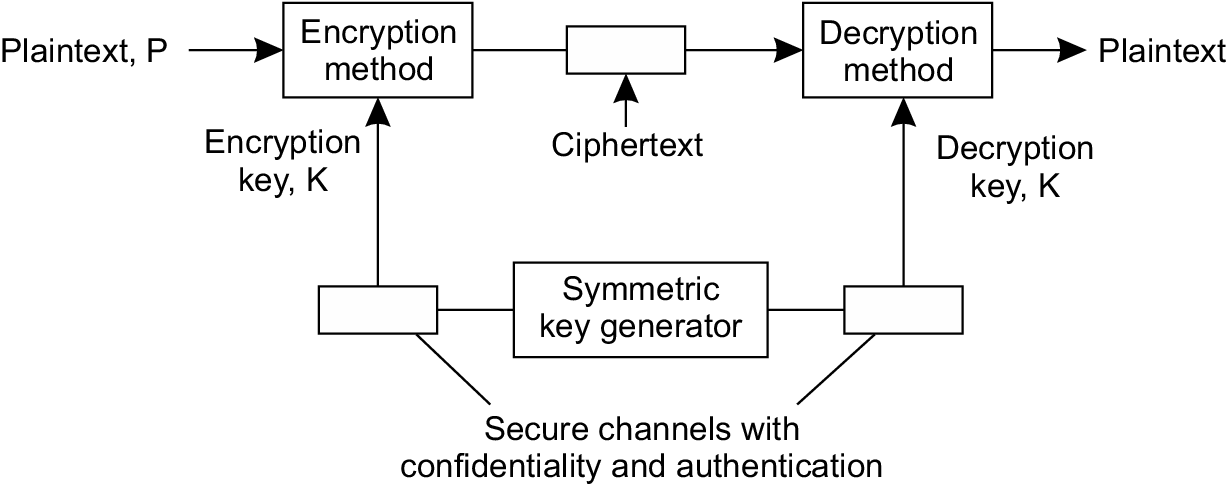 Plaintext, P
Encryption
method
Decryption
method
Plaintext
Encryption
key, K
Ciphertext
Decryption
key, K
Symmetric
key generator
Secure channels with
confidentiality and authentication